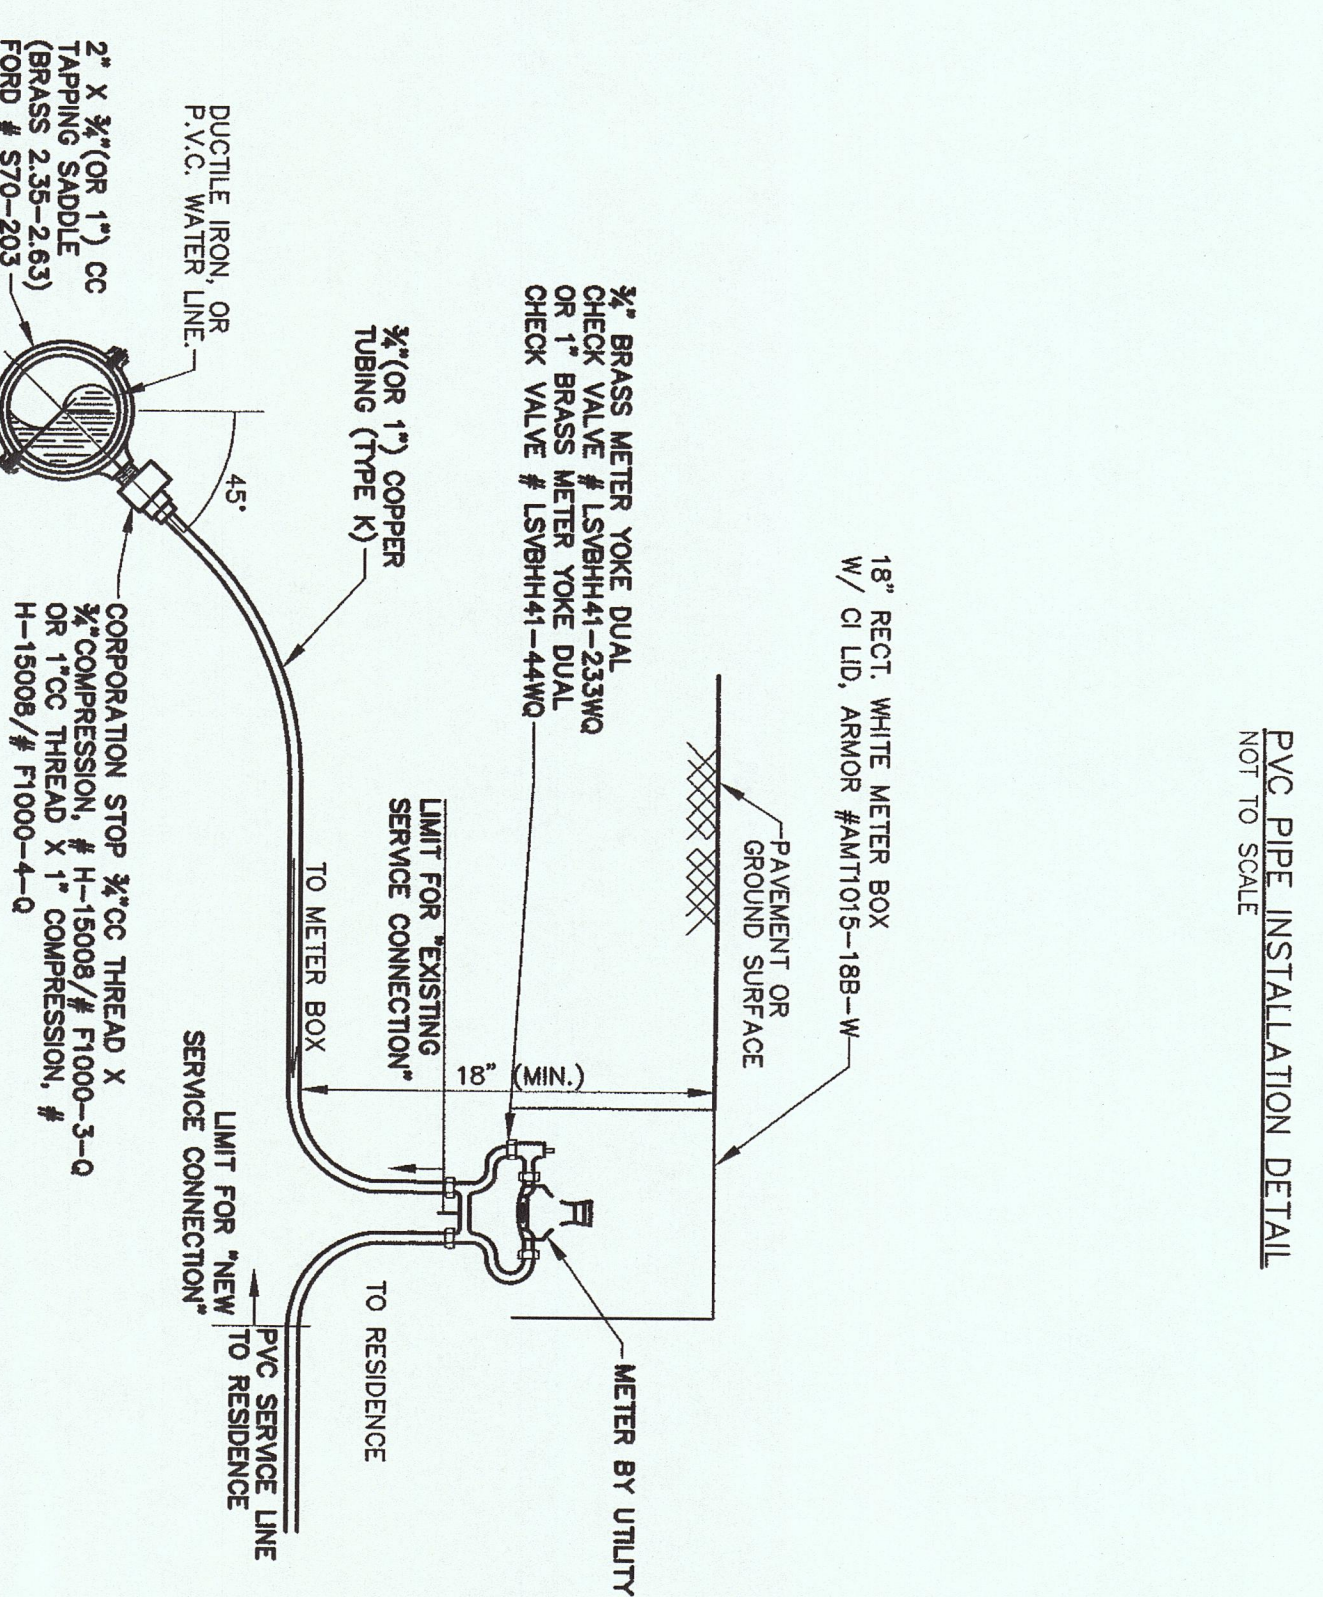 PVC PIPE INSTALLATION DETAIL
NOT TO SCALE
18" RECT. WHITE METER BOX
W/ CI LID, ARMOR #AMT1015-18B-W
PAVEMENT OR
GROUND SURFACE
¾" BRASS METER YOKE DUAL
CHECK VALVE # LSVBHH41-233WQ
OR 1" BRASS METER YOKE DUAL
CHECK VALVE # LSVBHH41-44WQ
METER BY UTILITY
18" (MIN.)
LIMIT FOR "EXISTING
SERVICE CONNECTION"
¾"(OR 1") COPPER
TUBING (TYPE K)
TO METER BOX
TO RESIDENCE
DUCTILE IRON, OR
P.V.C. WATER LINE.
45°
PVC SERVICE LINE
TO RESIDENCE
LIMIT FOR "NEW
SERVICE CONNECTION"
2" X ¾"(OR 1") CC
TAPPING SADDLE
(BRASS 2.35-2.63)
FORD # S70-203
CORPORATION STOP ¾"CC THREAD X
¾"COMPRESSION, # H-15008/# F1000-3-Q
OR 1"CC THREAD X 1" COMPRESSION, #
H-15008/# F1000-4-Q